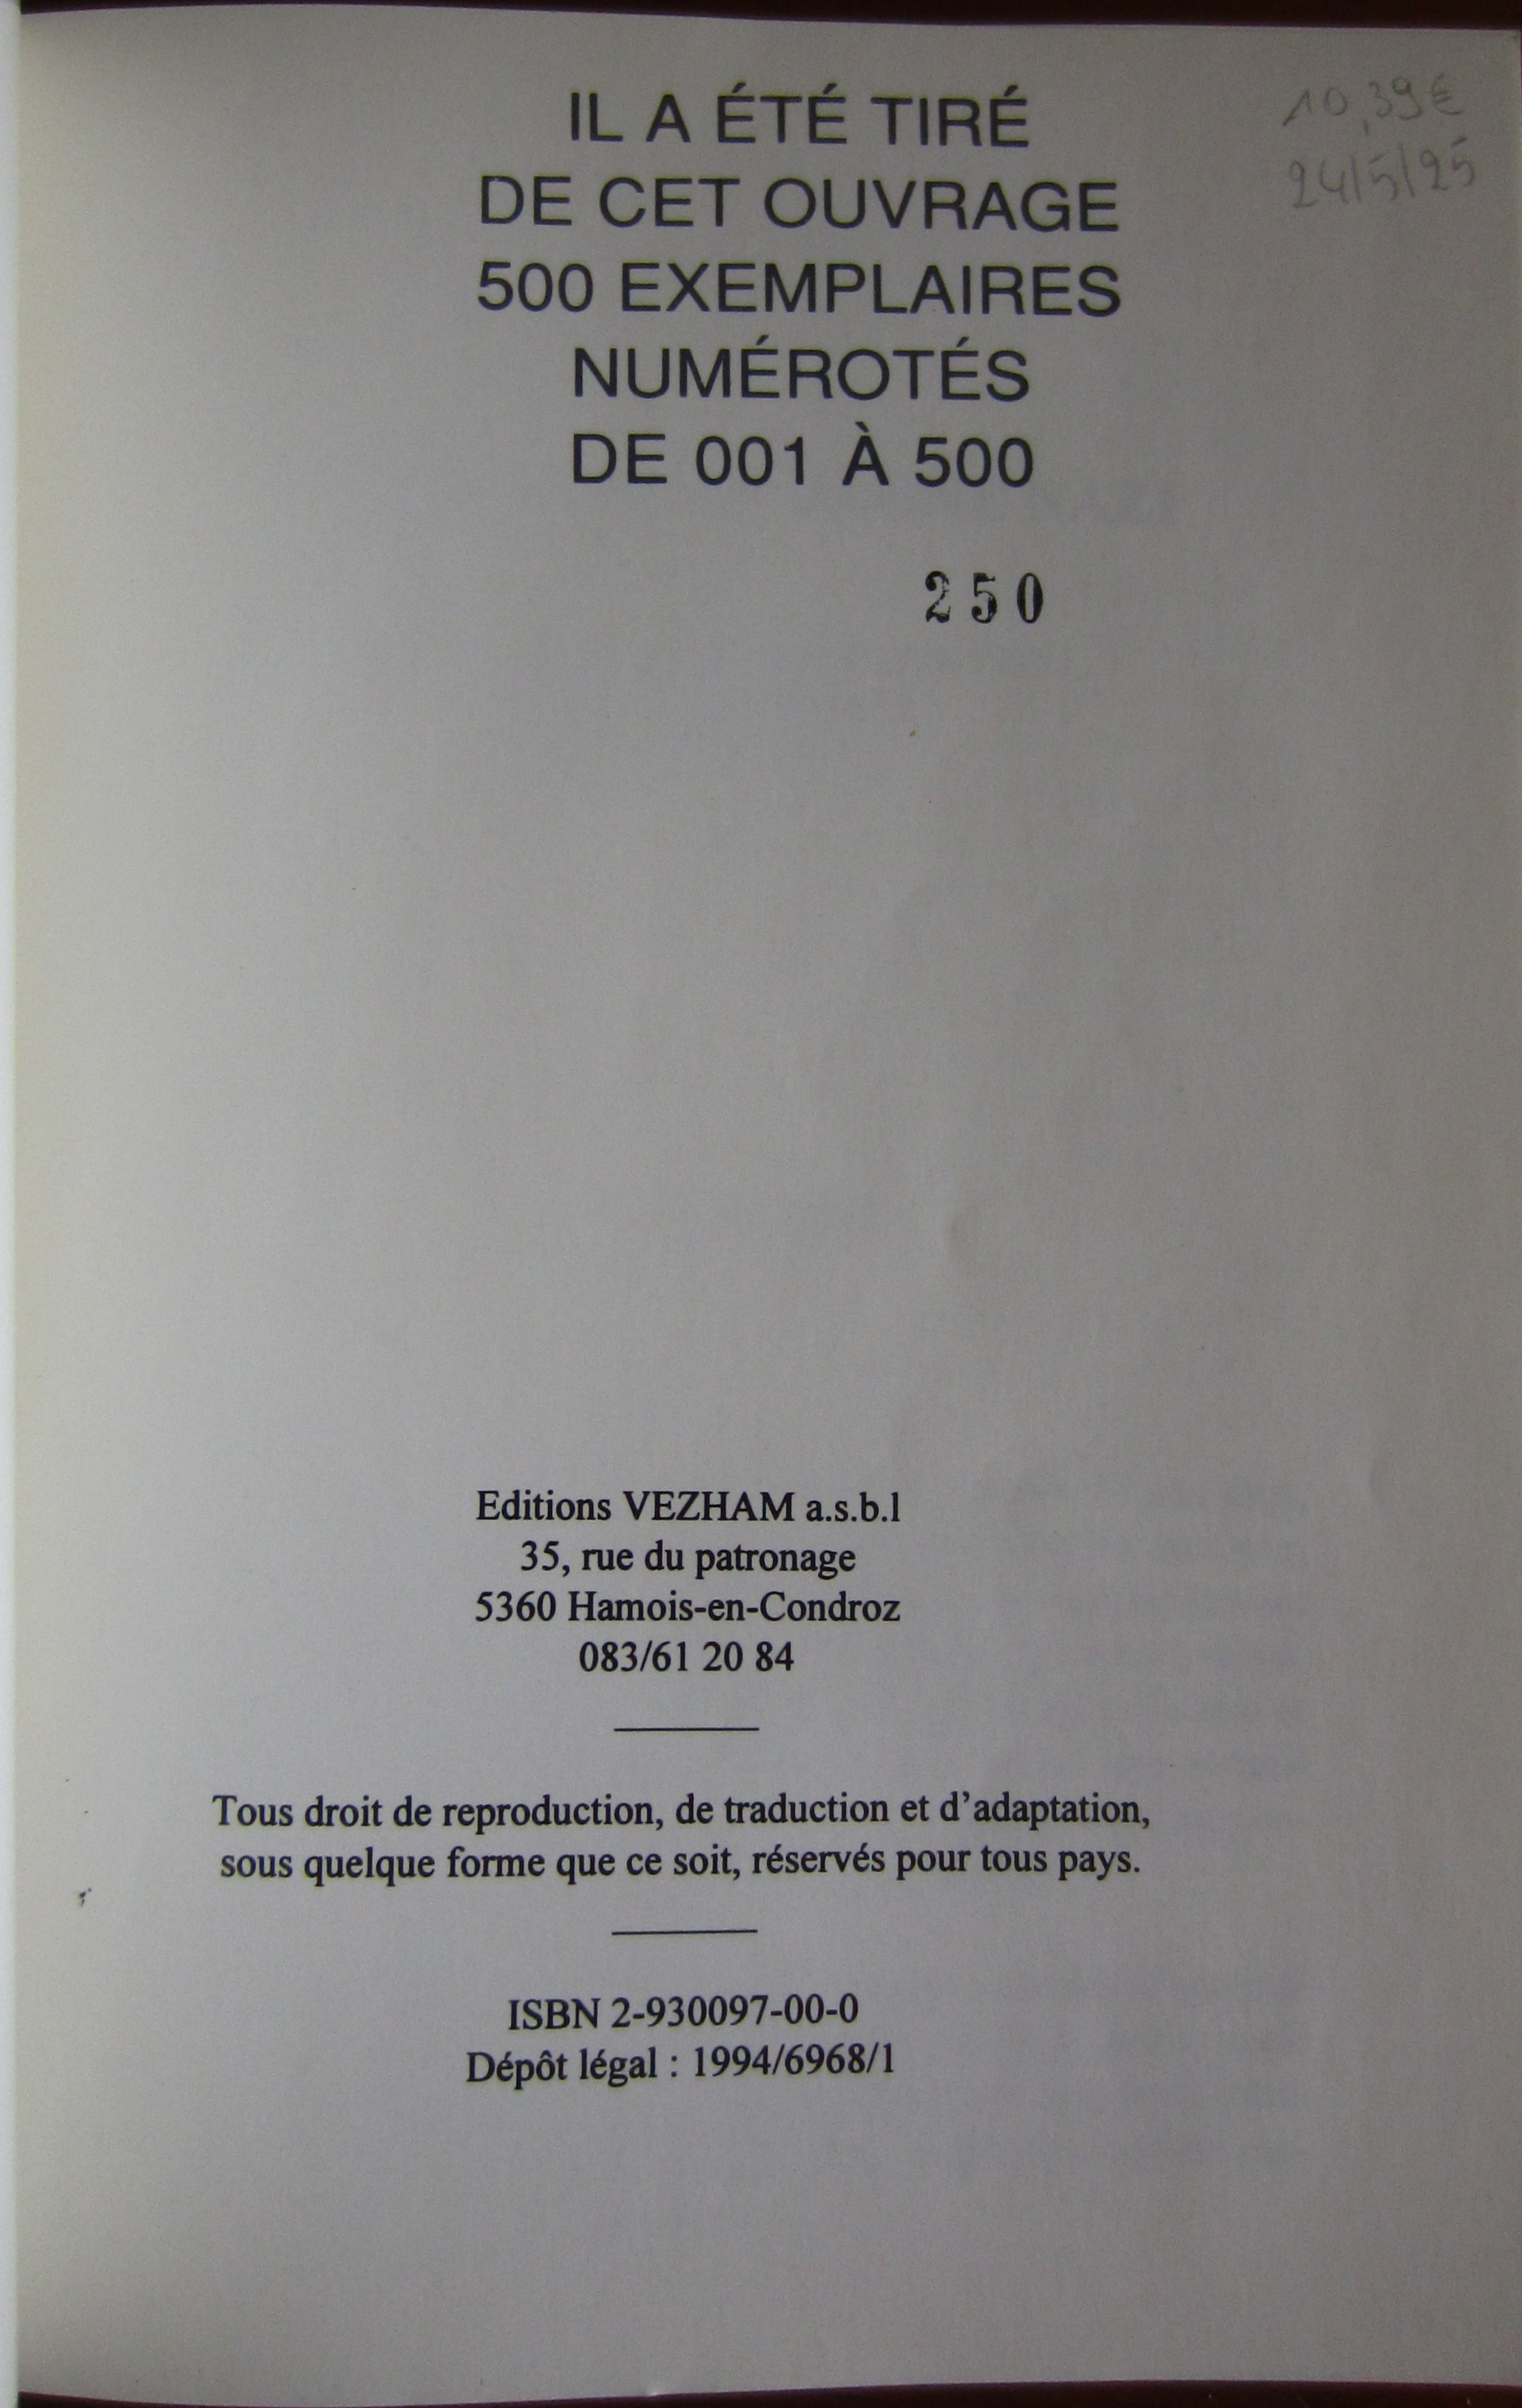 IL A ÉTÉ TIRÉ
DE CET OUVRAGE
500 EXEMPLAIRES
NUMÉROTÉS
DE 001 À 500
10,39€
24/5/25
250
Editions VEZHAM a.s.b.l
35, rue du patronage
5360 Hamois-en-Condroz
083/61 20 84
Tous droit de reproduction, de traduction et d'adaptation,
sous quelque forme que ce soit, réservés pour tous pays.
ISBN 2-930097-00-0
Dépôt légal : 1994/6968/1